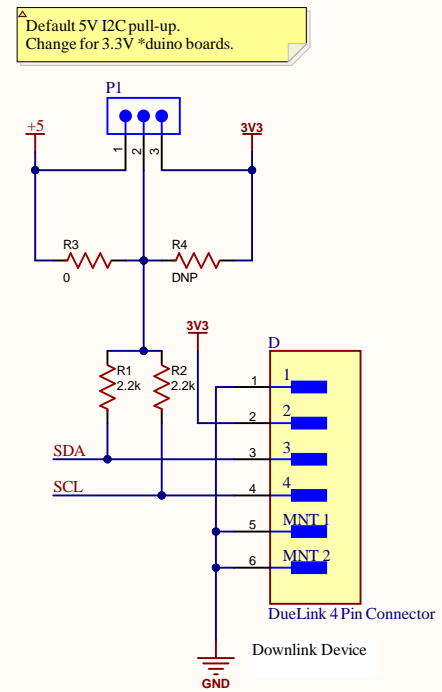 Default 5V I2C pull-up.
Change for 3.3V *duino boards.
P1
+5
3V3
1
2
3
R3
0
R4
DNP
3V3
D
R1
2.2k
R2
2.2k
1
1
2
2
SDA
3
3
SCL
4
4
5
MNT 1
6
MNT 2
DueLink 4 Pin Connector
Downlink Device
GND